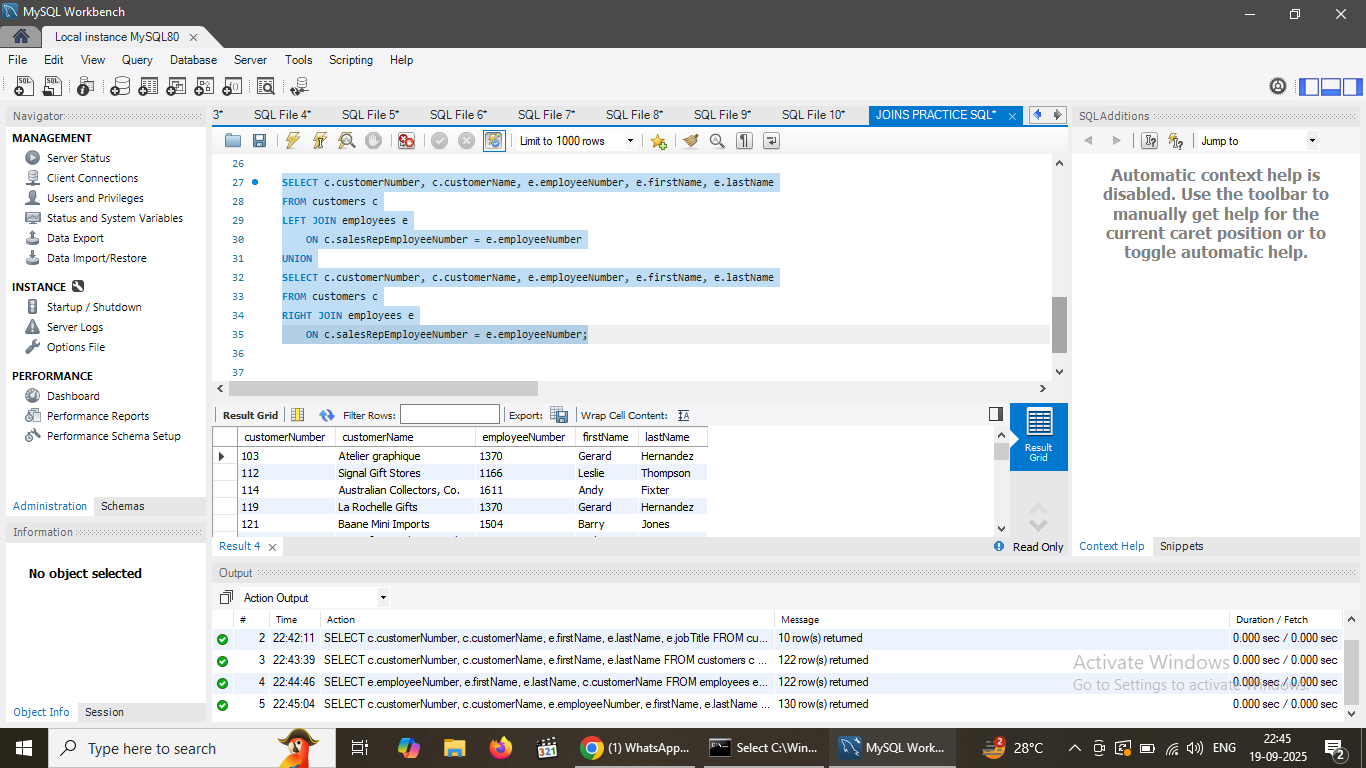 MySQL Workbench
Local instance MySQL80
File Edit View Query Database Server Tools Scripting Help
Navigator
MANAGEMENT
Server Status
Client Connections
Users and Privileges
Status and System Variables
Data Export
Data Import/Restore
INSTANCE
Startup / Shutdown
Server Logs
Options File
PERFORMANCE
Dashboard
Performance Reports
Performance Schema Setup
Administration Schemas
Information
No object selected
Object Info Session
3* SQL File 4* SQL File 5* SQL File 6* SQL File 7* SQL File 8* SQL File 9* SQL File 10* JOINS PRACTICE SQL*
Limit to 1000 rows
26
27 SELECT c.customerNumber, c.customerName, e.employeeNumber, e.firstName, e.lastName
28 FROM customers c
29 LEFT JOIN employees e
30 ON c.salesRepEmployeeNumber = e.employeeNumber
31 UNION
32 SELECT c.customerNumber, c.customerName, e.employeeNumber, e.firstName, e.lastName
33 FROM customers c
34 RIGHT JOIN employees e
35 ON c.salesRepEmployeeNumber = e.employeeNumber;
36
37
Result Grid Filter Rows: Export: Wrap Cell Content:
customerNumber customerName employeeNumber firstName lastName
103 Atelier graphique 1370 Gerard Hernandez
112 Signal Gift Stores 1166 Leslie Thompson
114 Australian Collectors, Co. 1611 Andy Fixter
119 La Rochelle Gifts 1370 Gerard Hernandez
121 Baane Mini Imports 1504 Barry Jones
Result Grid
Result 4
Read Only
SQLAdditions
Jump to
Automatic context help is
disabled. Use the toolbar to
manually get help for the
current caret position or to
toggle automatic help.
Context Help Snippets
Output
Action Output
# Time Action Message Duration / Fetch
2 22:42:11 SELECT c.customerNumber, c.customerName, e.firstName, e.lastName, e.jobTitle FROM cu... 10 row(s) returned 0.000 sec / 0.000 sec
3 22:43:39 SELECT c.customerNumber, c.customerName, e.firstName, e.lastName FROM customers c ... 122 row(s) returned 0.000 sec / 0.000 sec
4 22:44:46 SELECT e.employeeNumber, e.firstName, e.lastName, c.customerName FROM employees e... 122 row(s) returned 0.000 sec / 0.000 sec
5 22:45:04 SELECT c.customerNumber, c.customerName, e.employeeNumber, e.firstName, e.lastName ... 130 row(s) returned 0.000 sec / 0.000 sec
Activate Windows
Go to Settings to activate Windows.
Type here to search
321
(1) WhatsApp...
Select C:\Win...
MySQL Work...
2
28°C
ENG
22:45
19-09-2025
2